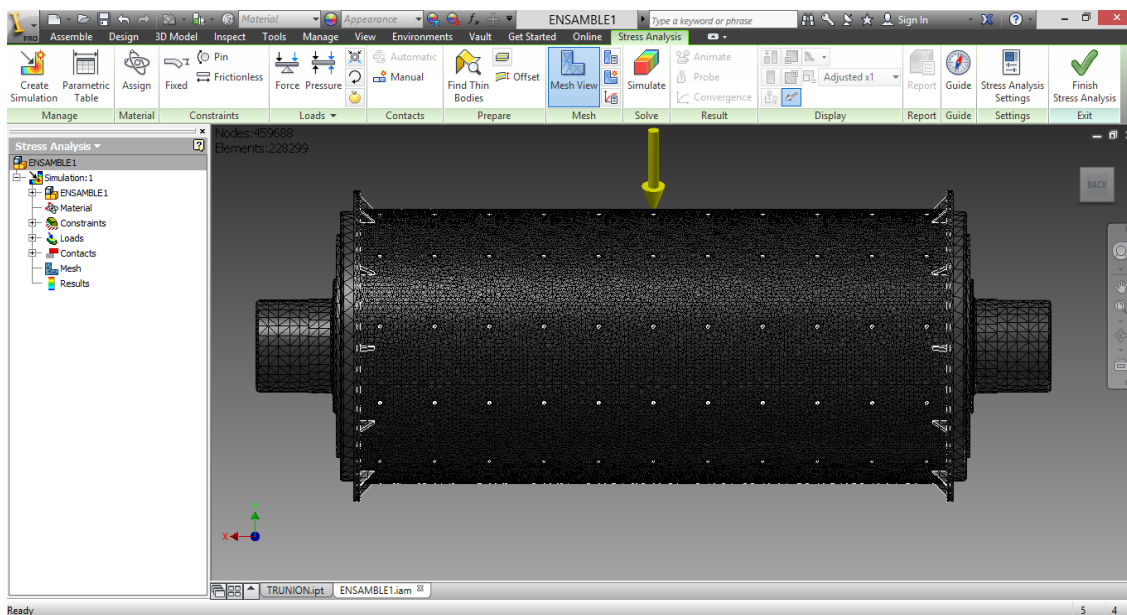 PRO
Material
Appearance
ENSAMBLE1
Type a keyword or phrase
Sign In
Assemble Design 3D Model Inspect Tools Manage View Environments Vault Get Started Online Stress Analysis
Create Simulation
Parametric Table
Assign
Fixed
Pin
Frictionless
Force
Pressure
Automatic
Manual
Find Thin Bodies
Offset
Mesh View
Simulate
Animate
Probe
Convergence
Adjusted x1
Report
Guide
Stress Analysis Settings
Finish Stress Analysis
Manage Material Constraints Loads Contacts Prepare Mesh Solve Result Display Report Guide Settings Exit
Stress Analysis
ENSAMBLE1
Simulation:1
ENSAMBLE1
Material
Constraints
Loads
Contacts
Mesh
Results
Nodes:459688
Elements:228299
BACK
X
TRUNION.ipt
ENSAMBLE1.iam
Ready
5 4